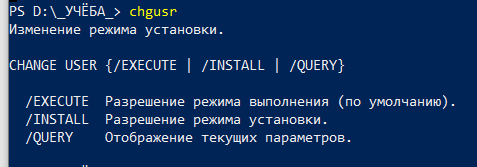 PS D:\_УЧЁБА_> chgusr
Изменение режима установки.
CHANGE USER {/EXECUTE | /INSTALL | /QUERY}
/EXECUTE  Разрешение режима выполнения (по умолчанию).
/INSTALL  Разрешение режима установки.
/QUERY    Отображение текущих параметров.